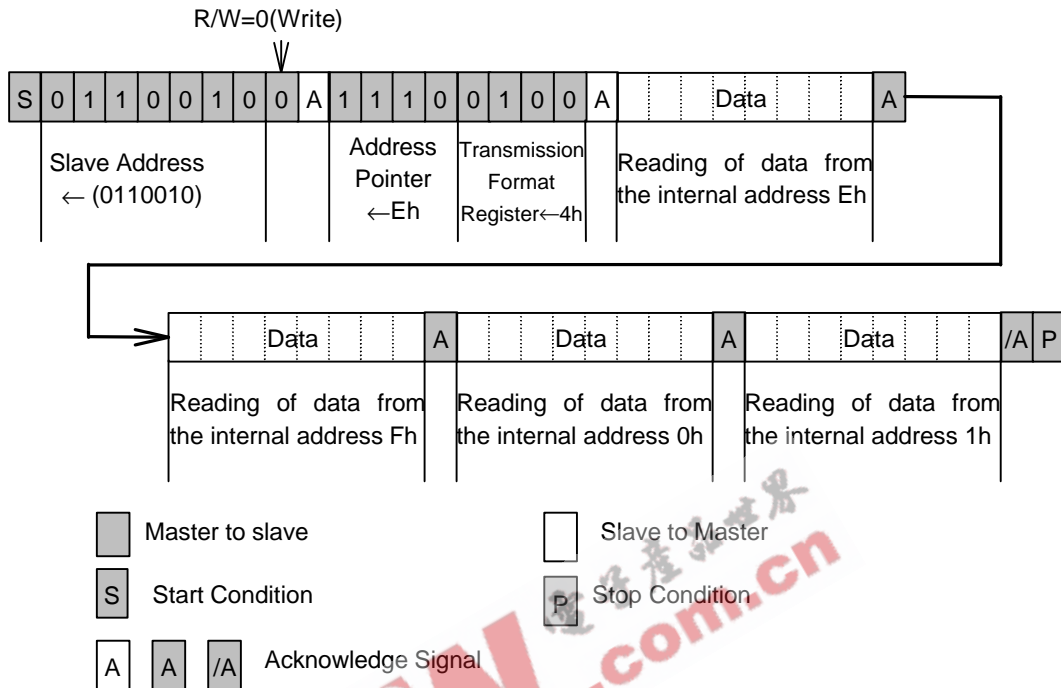 R/W=0(Write)
S 0 1 1 0 0 1 0 0 A 1 1 1 0 0 1 0 0 A Data A
Slave Address
← (0110010)
Address
Pointer
←Eh
Transmission
Format
Register←4h
Reading of data from
the internal address Eh
Data A Data A Data /A P
Reading of data from
the internal address Fh
Reading of data from
the internal address 0h
Reading of data from
the internal address 1h
Master to slave
Slave to Master
S Start Condition
P Stop Condition
A A /A Acknowledge Signal
.com.cn